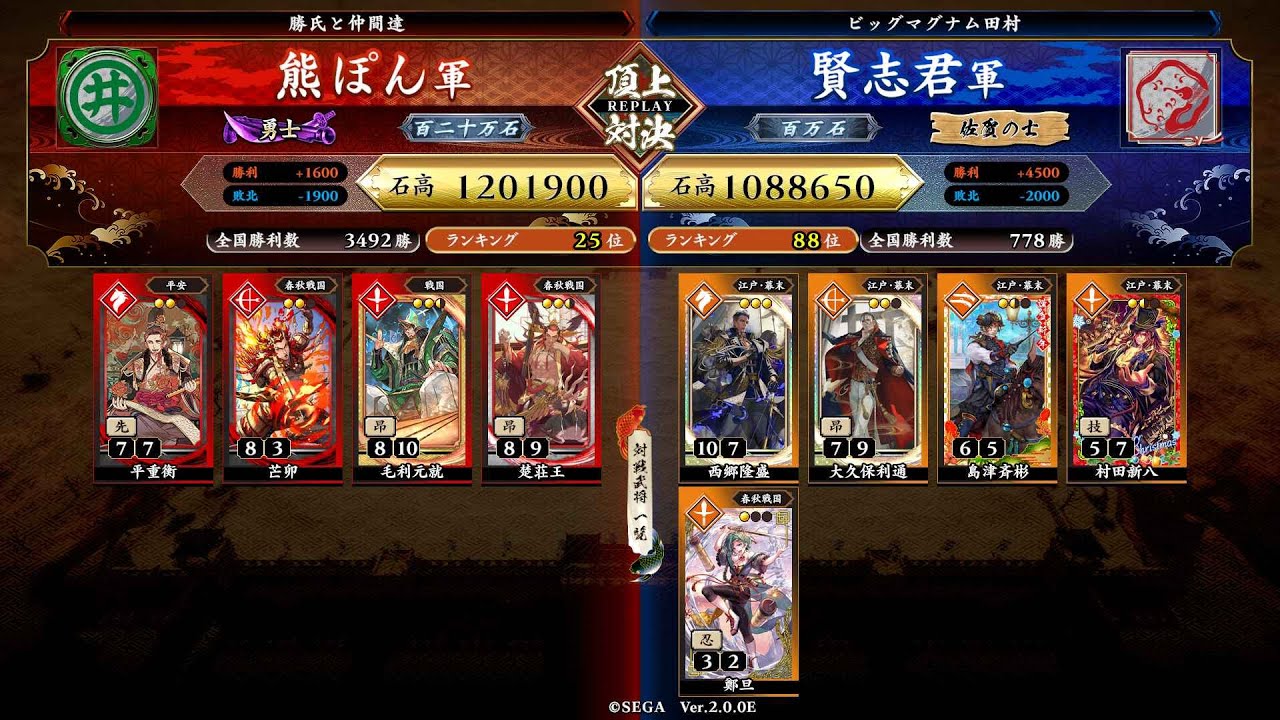 勝氏と仲間達
ビッグマグナム田村
井
熊ぽん軍
頂上
REPLAY
対決
賢志君軍
勇士
百二十万石
百万石
佐賀の士
勝利 +1600
敗北 -1900
石高 1201900
石高 1088650
勝利 +4500
敗北 -2000
全国勝利数 3492勝
ランキング 25位
ランキング 88位
全国勝利数 778勝
平安
先
7 7
平重衡
春秋戦国
8 3
芒卯
戦国
昂
8 10
毛利元就
春秋戦国
昂
8 9
楚荘王
対戦武将一覧
江戸・幕末
10 7
西郷隆盛
江戸・幕末
昂
7 9
大久保利通
江戸・幕末
6 5
島津斉彬
江戸・幕末
技
5 7
Christmas
村田新八
春秋戦国
忍
3 2
鄭旦
©SEGA Ver.2.0.0E